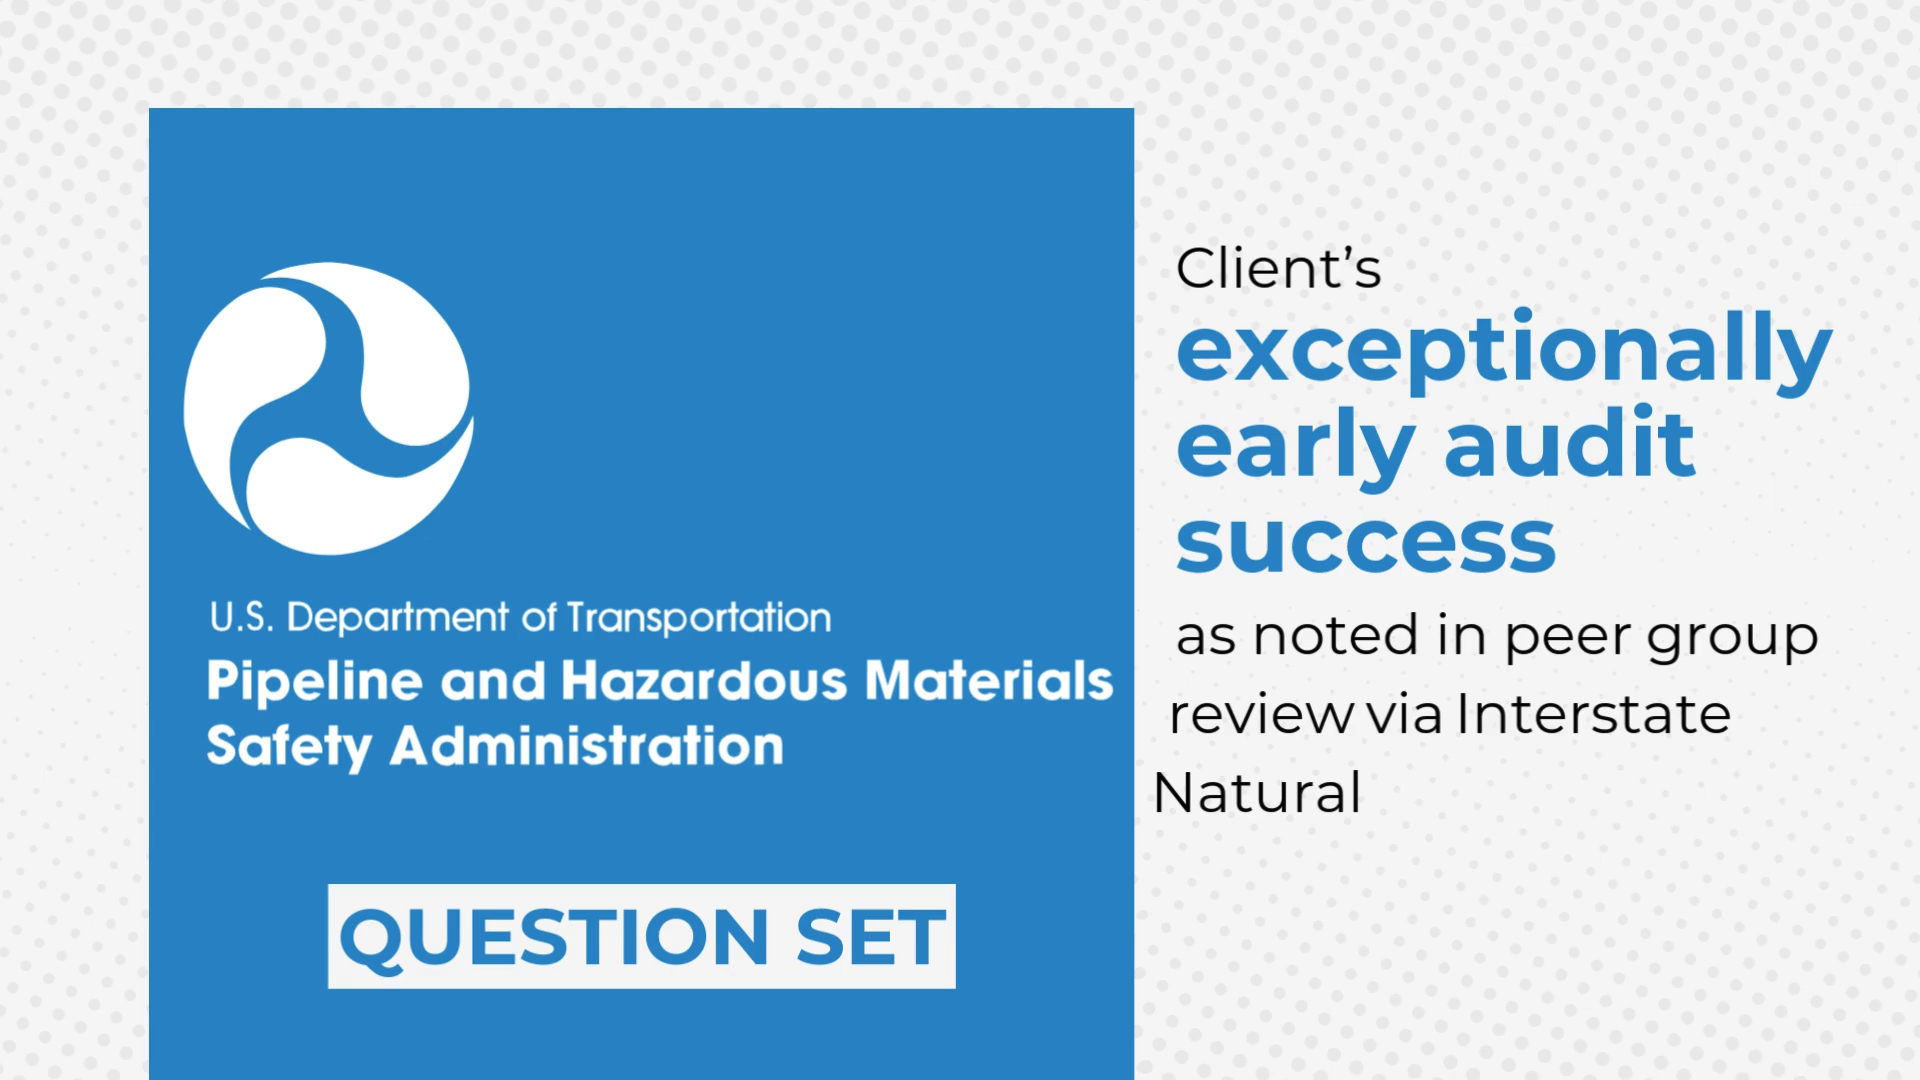 U.S. Department of Transportation
Pipeline and Hazardous Materials
Safety Administration
QUESTION SET
Client’s
exceptionally
early audit
success
as noted in peer group
review via Interstate
Natural